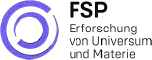 FSP
Erforschung
von Universum
und Materie